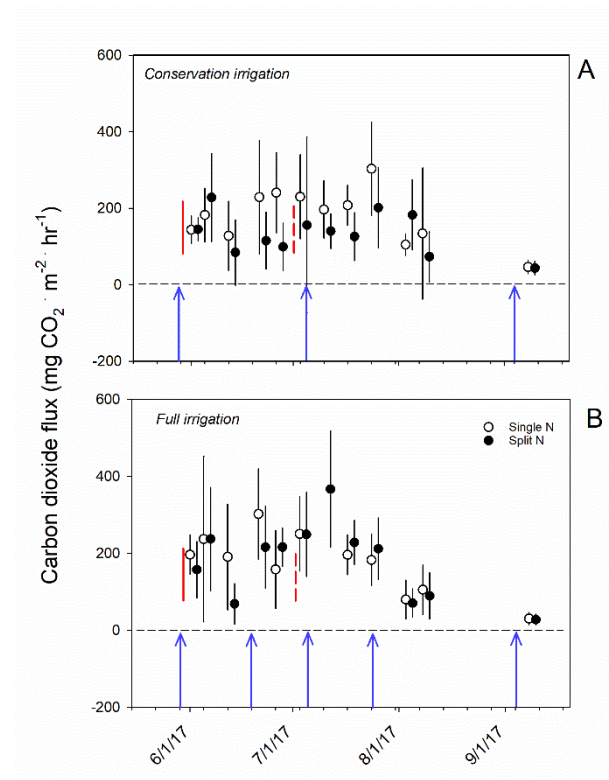 600
Conservation irrigation
A
400
200
0
-200
Carbon dioxide flux (mg CO2 · m-2 · hr-1)
600
Full irrigation
B
Single N
Split N
400
200
0
-200
6/1/17
7/1/17
8/1/17
9/1/17